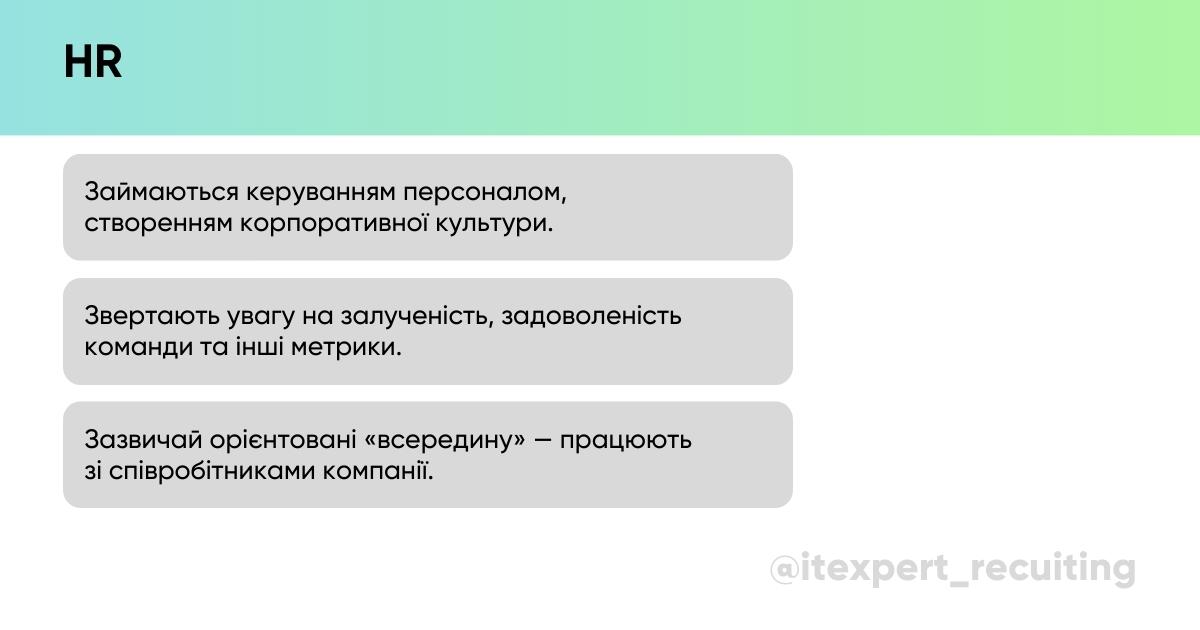 HR
Займаються керуванням персоналом,
створенням корпоративної культури.
Звертають увагу на залученість, задоволеність
команди та інші метрики.
Зазвичай орієнтовані «всередину» — працюють
зі співробітниками компанії.
@itexpert_recuiting